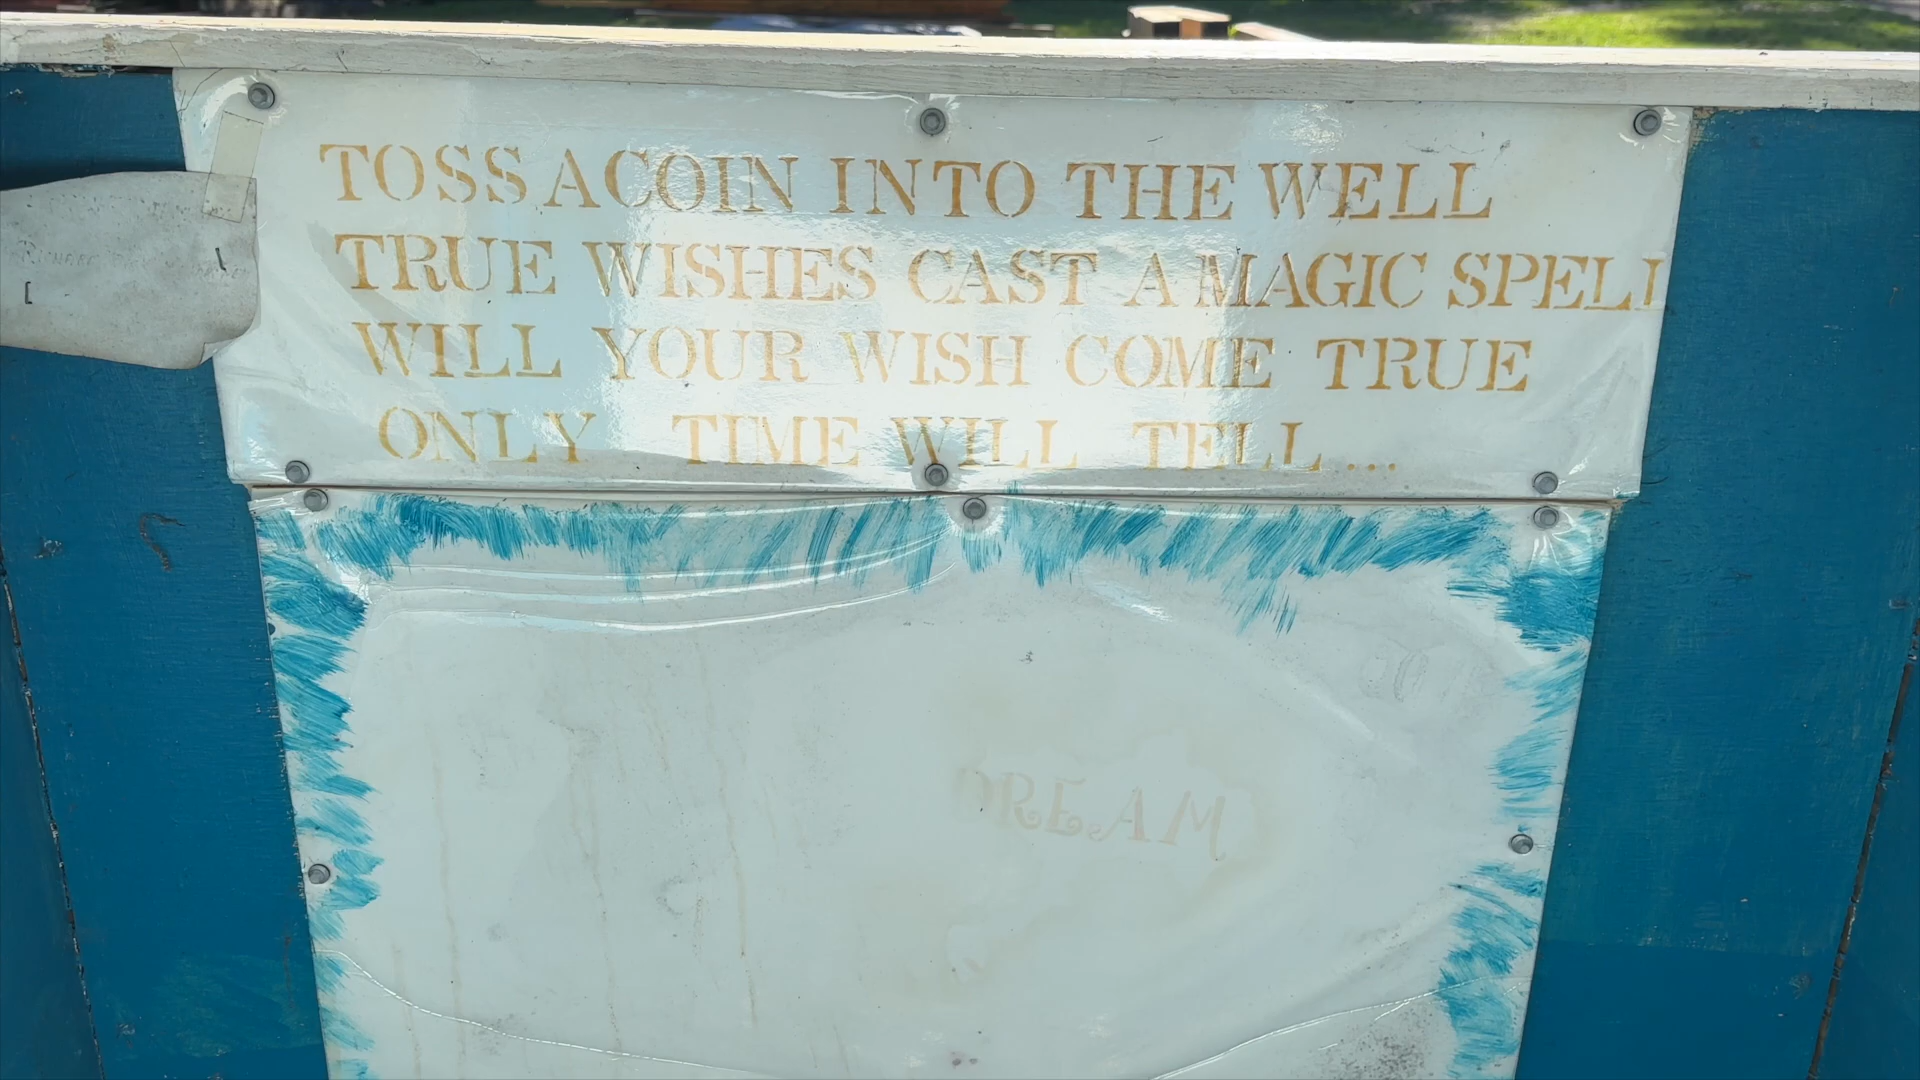 TOSS A COIN INTO THE WELL
TRUE WISHES CAST A MAGIC SPELL
WILL YOUR WISH COME TRUE
ONLY TIME WILL TELL...
DREAM